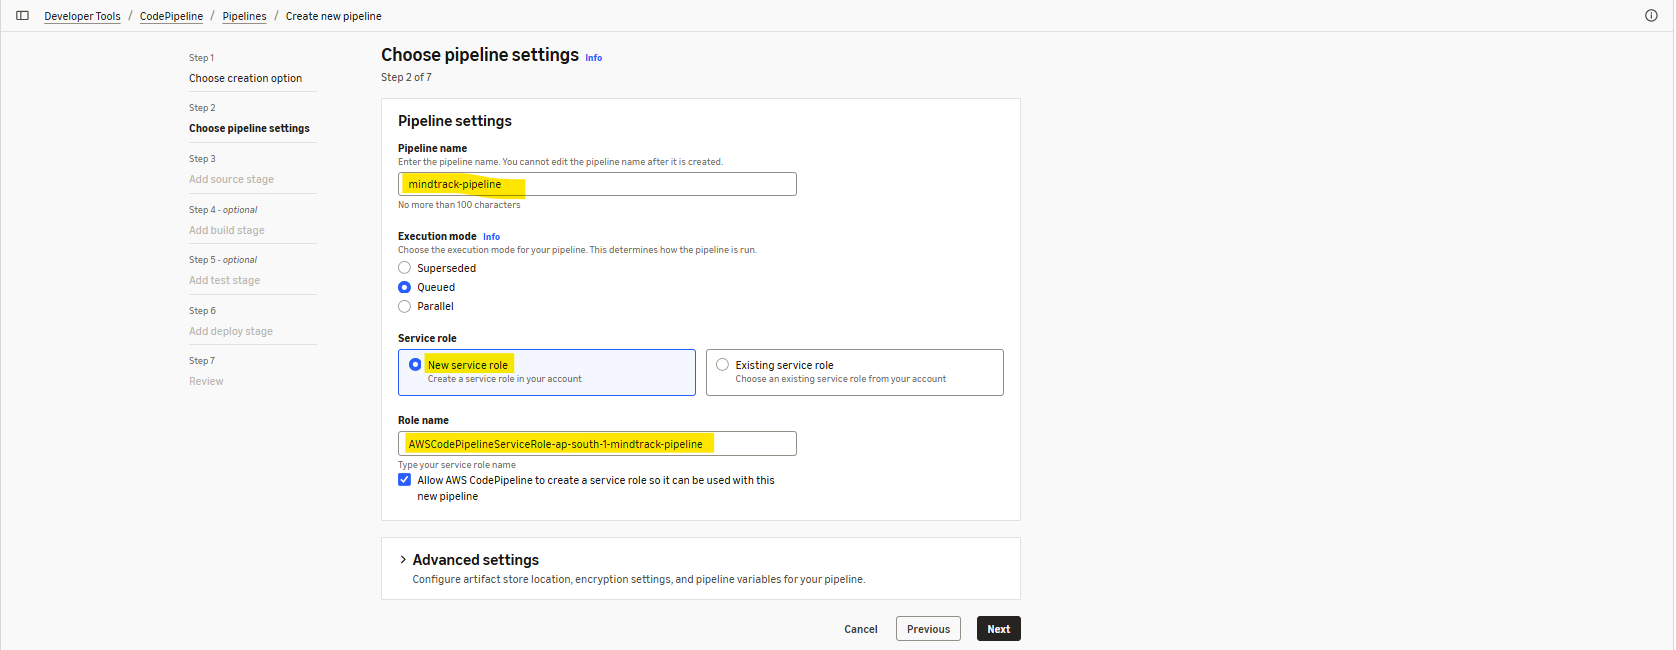 Developer Tools / CodePipeline / Pipelines / Create new pipeline
Step 1
Choose creation option
Step 2
Choose pipeline settings
Step 3
Add source stage
Step 4 - optional
Add build stage
Step 5 - optional
Add test stage
Step 6
Add deploy stage
Step 7
Review
Choose pipeline settings Info
Step 2 of 7
Pipeline settings
Pipeline name
Enter the pipeline name. You cannot edit the pipeline name after it is created.
mindtrack-pipeline
No more than 100 characters
Execution mode Info
Choose the execution mode for your pipeline. This determines how the pipeline is run.
Superseded
Queued
Parallel
Service role
New service role
Create a service role in your account
Existing service role
Choose an existing service role from your account
Role name
AWSCodePipelineServiceRole-ap-south-1-mindtrack-pipeline
Type your service role name
Allow AWS CodePipeline to create a service role so it can be used with this
new pipeline
Advanced settings
Configure artifact store location, encryption settings, and pipeline variables for your pipeline.
Cancel Previous Next